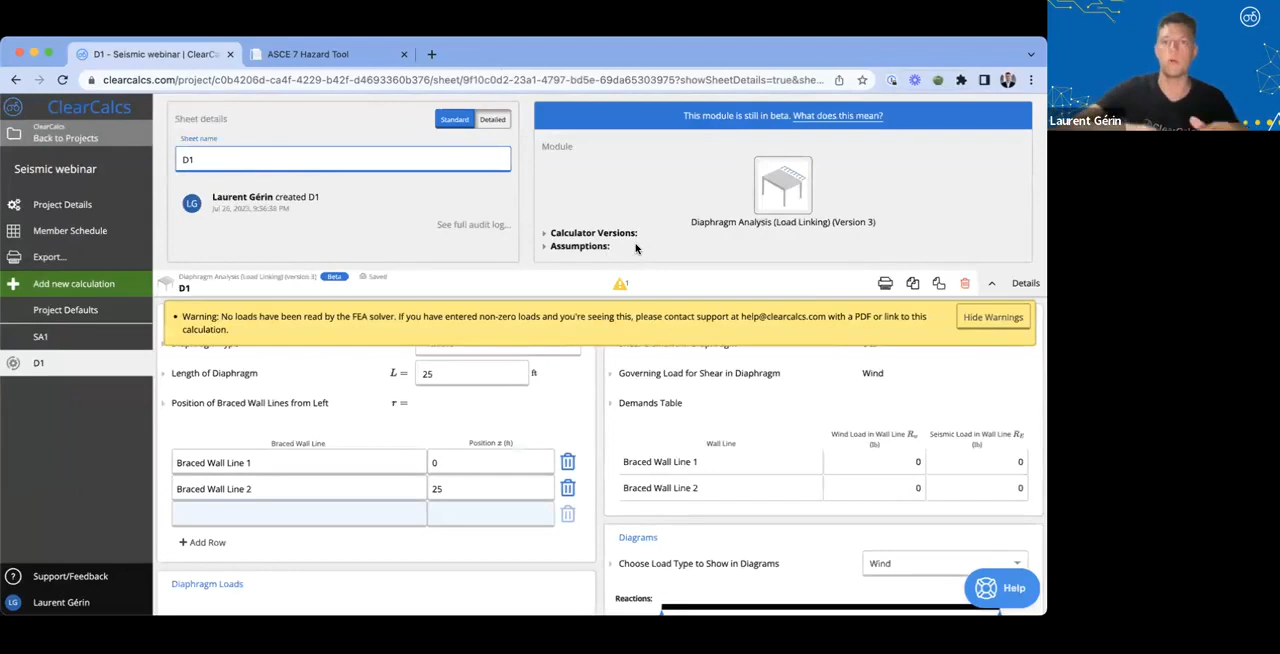 D1 - Seismic webinar | ClearCa
ASCE 7 Hazard Tool
clearcalcs.com/project/c0b4206d-ca4f-4229-b42f-d4693360b376/sheet/9f10c0d2-23a1-4797-bd5e-69da65303975?showSheetDetails=true&she...
Laurent Gérin
ClearCalcs
ClearCalcs
Back to Projects
Seismic webinar
Project Details
Member Schedule
Export...
Add new calculation
Project Defaults
SA1
D1
Support/Feedback
LG Laurent Gérin
Sheet details
Standard Detailed
Sheet name
D1
LG
Laurent Gérin created D1
Jul 26, 2023, 9:56:38 PM
See full audit log...
This module is still in beta. What does this mean?
Module
Diaphragm Analysis (Load Linking) (Version 3)
Calculator Versions:
Assumptions:
Diaphragm Analysis (Load Linking) (version 3) Beta Saved
D1
1
Details
• Warning: No loads have been read by the FEA solver. If you have entered non-zero loads and you're seeing this, please contact support at help@clearcalcs.com with a PDF or link to this
calculation.
Hide Warnings
Length of Diaphragm L = 25 ft
Position of Braced Wall Lines from Left r =
Braced Wall Line Position x (ft)
Braced Wall Line 1 0
Braced Wall Line 2 25
+ Add Row
Diaphragm Loads
Governing Load for Shear in Diaphragm Wind
Demands Table
Wall Line Wind Load in Wall Line Rw (lb) Seismic Load in Wall Line RE (lb)
Braced Wall Line 1 0 0
Braced Wall Line 2 0 0
Diagrams
Choose Load Type to Show in Diagrams Wind
Reactions:
Help